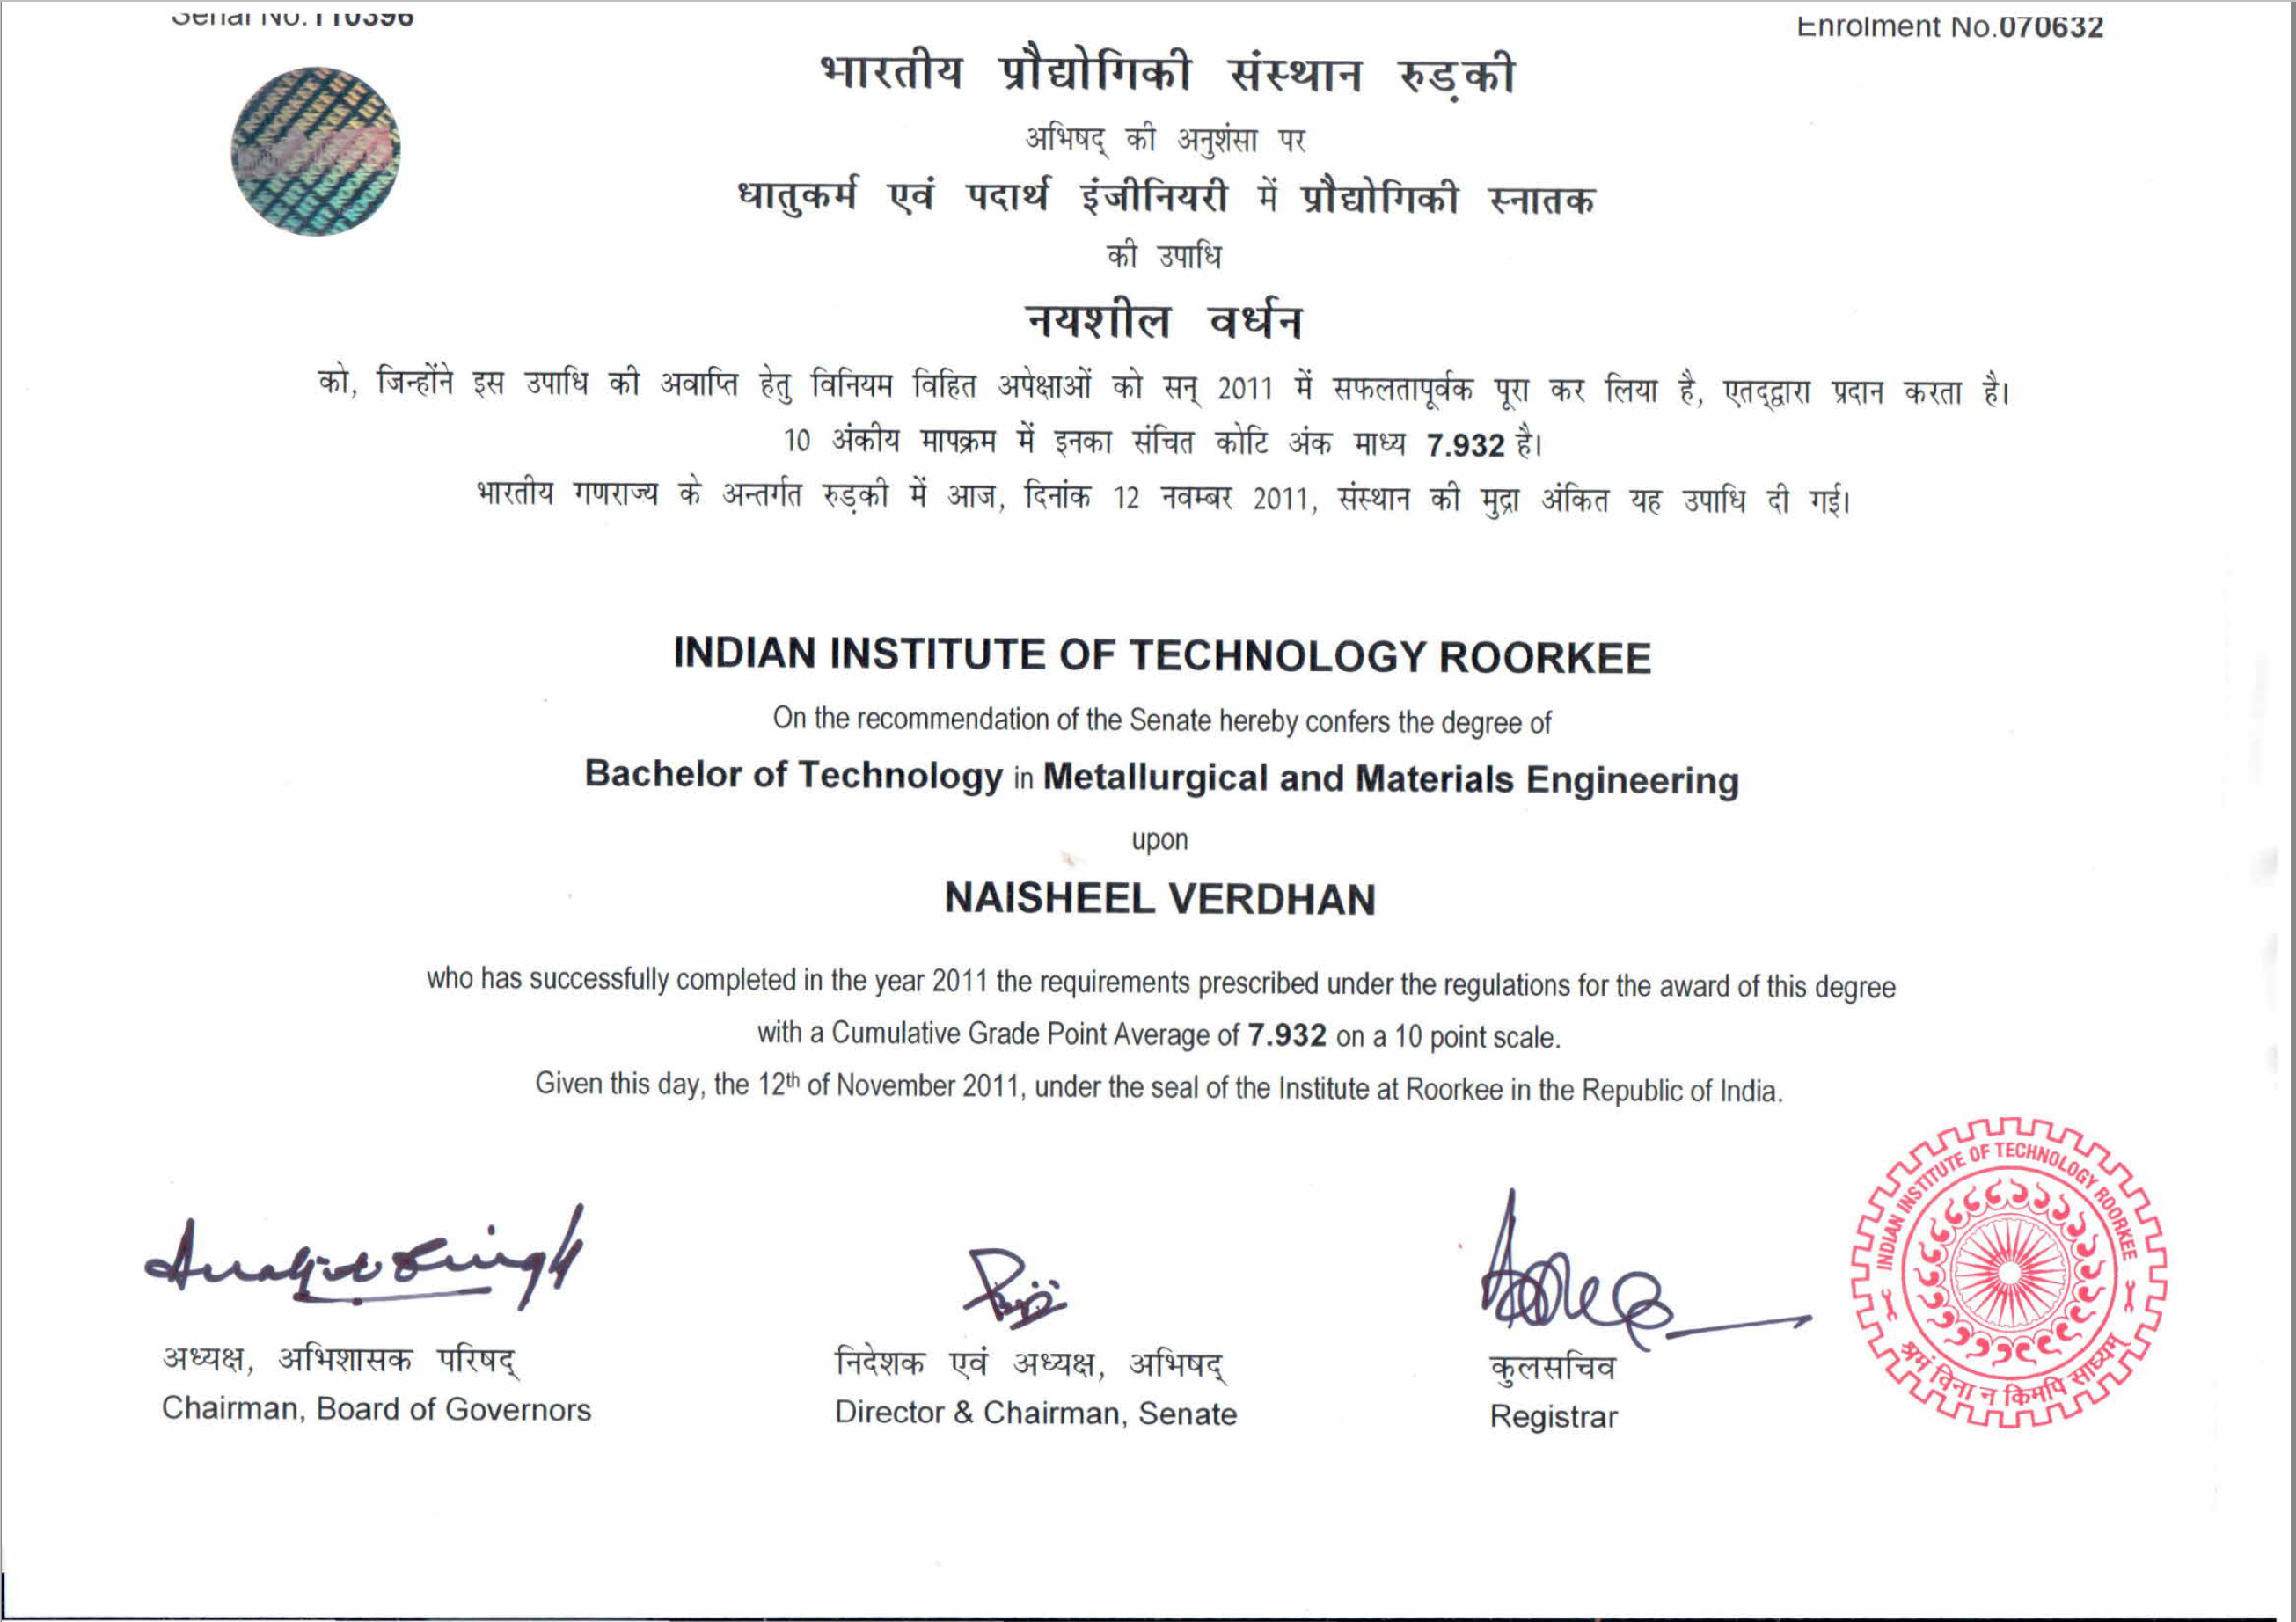 Serial No.110396
Enrolment No.070632
भारतीय प्रौद्योगिकी संस्थान रुड़की
अभिषद् की अनुशंसा पर
धातुकर्म एवं पदार्थ इंजीनियरी में प्रौद्योगिकी स्नातक
की उपाधि
नयशील वर्धन
को, जिन्होंने इस उपाधि की अवाप्ति हेतु विनियम विहित अपेक्षाओं को सन् 2011 में सफलतापूर्वक पूरा कर लिया है, एतद्द्वारा प्रदान करता है।
10 अंकीय मापक्रम में इनका संचित कोटि अंक माध्य 7.932 है।
भारतीय गणराज्य के अन्तर्गत रुड़की में आज, दिनांक 12 नवम्बर 2011, संस्थान की मुद्रा अंकित यह उपाधि दी गई।
INDIAN INSTITUTE OF TECHNOLOGY ROORKEE
On the recommendation of the Senate hereby confers the degree of
Bachelor of Technology in Metallurgical and Materials Engineering
upon
NAISHEEL VERDHAN
who has successfully completed in the year 2011 the requirements prescribed under the regulations for the award of this degree
with a Cumulative Grade Point Average of 7.932 on a 10 point scale.
Given this day, the 12th of November 2011, under the seal of the Institute at Roorkee in the Republic of India.
INDIAN INSTITUTE OF TECHNOLOGY ROORKEE
श्रमं विना न किमपि साध्यम्
अध्यक्ष, अभिशासक परिषद्
Chairman, Board of Governors
निदेशक एवं अध्यक्ष, अभिषद्
Director & Chairman, Senate
कुलसचिव
Registrar